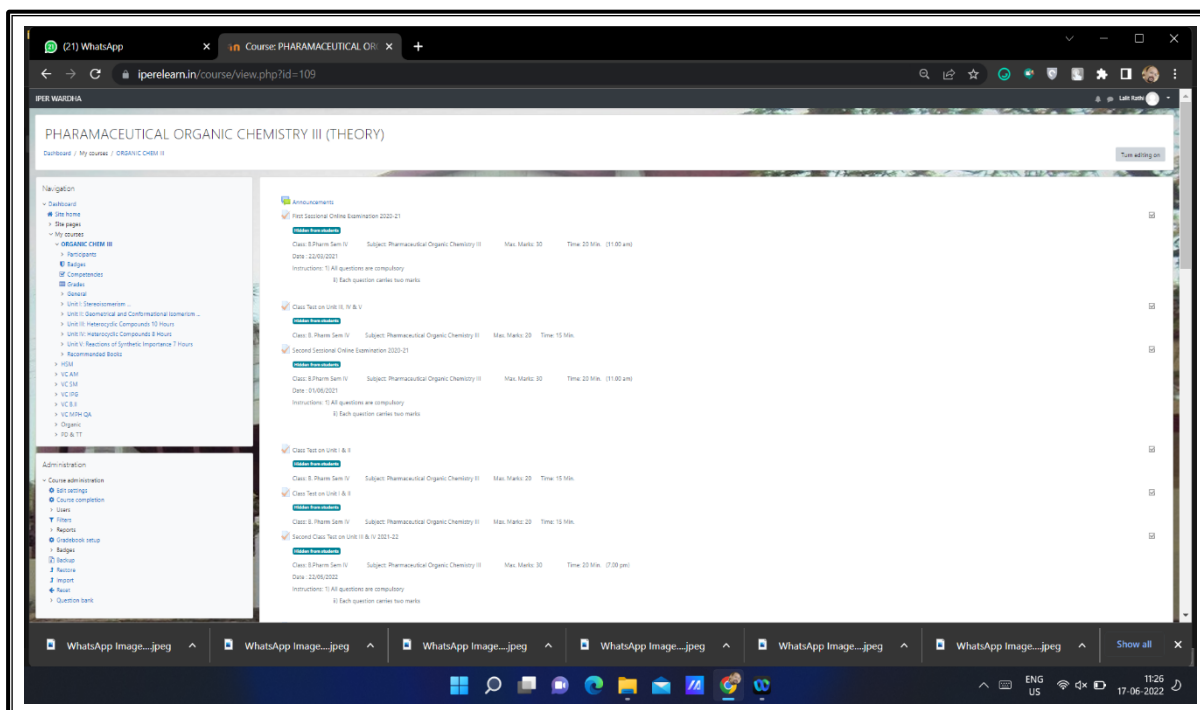 (21) WhatsApp
Course: PHARAMACEUTICAL OR
iperelearn.in/course/view.php?id=109
IPER WARDHA
Lalit Rathi
PHARAMACEUTICAL ORGANIC CHEMISTRY III (THEORY)
Dashboard / My courses / ORGANIC CHEM III
Turn editing on
Navigation
Dashboard
Site home
Site pages
My courses
ORGANIC CHEM III
Participants
Badges
Competencies
Grades
General
Unit I: Stereoisomerism ...
Unit II: Geometrical and Conformational Isomerism ...
Unit III: Heterocyclic Compounds 10 Hours
Unit IV: Heterocyclic Compounds 8 Hours
Unit V: Reactions of Synthetic Importance 7 Hours
Recommended Books
HSM
VC AM
VC SM
VC IPG
VC B.II
VC MPH QA
Organic
PD & TT
Administration
Course administration
Edit settings
Course completion
Users
Filters
Reports
Gradebook setup
Badges
Backup
Restore
Import
Reset
Question bank
Announcements
First Sessional Online Examination 2020-21
Hidden from students
Class: B.Pharm Sem IV Subject: Pharmaceutical Organic Chemistry III Max. Marks: 30 Time: 20 Min. (11.00 am)
Date : 22/05/2021
Instructions: 1) All questions are compulsory
ii) Each question carries two marks
Class Test on Unit III, IV & V
Hidden from students
Class: B. Pharm Sem IV Subject: Pharmaceutical Organic Chemistry III Max. Marks: 20 Time: 15 Min.
Second Sessional Online Examination 2020-21
Hidden from students
Class: B.Pharm Sem IV Subject: Pharmaceutical Organic Chemistry III Max. Marks: 30 Time: 20 Min. (11.00 am)
Date : 01/06/2021
Instructions: 1) All questions are compulsory
ii) Each question carries two marks
Class Test on Unit I & II
Hidden from students
Class: B. Pharm Sem IV Subject: Pharmaceutical Organic Chemistry III Max. Marks: 20 Time: 15 Min.
Class Test on Unit I & II
Hidden from students
Class: B. Pharm Sem IV Subject: Pharmaceutical Organic Chemistry III Max. Marks: 20 Time: 15 Min.
Second Class Test on Unit III & IV 2021-22
Hidden from students
Class: B.Pharm Sem IV Subject: Pharmaceutical Organic Chemistry III Max. Marks: 30 Time: 20 Min. (7.00 pm)
Date : 22/05/2022
Instructions: 1) All questions are compulsory
ii) Each question carries two marks
WhatsApp Image....jpeg
WhatsApp Image....jpeg
WhatsApp Image....jpeg
WhatsApp Image....jpeg
WhatsApp Image....jpeg
WhatsApp Image....jpeg
Show all
ENG
US
11:26
17-06-2022